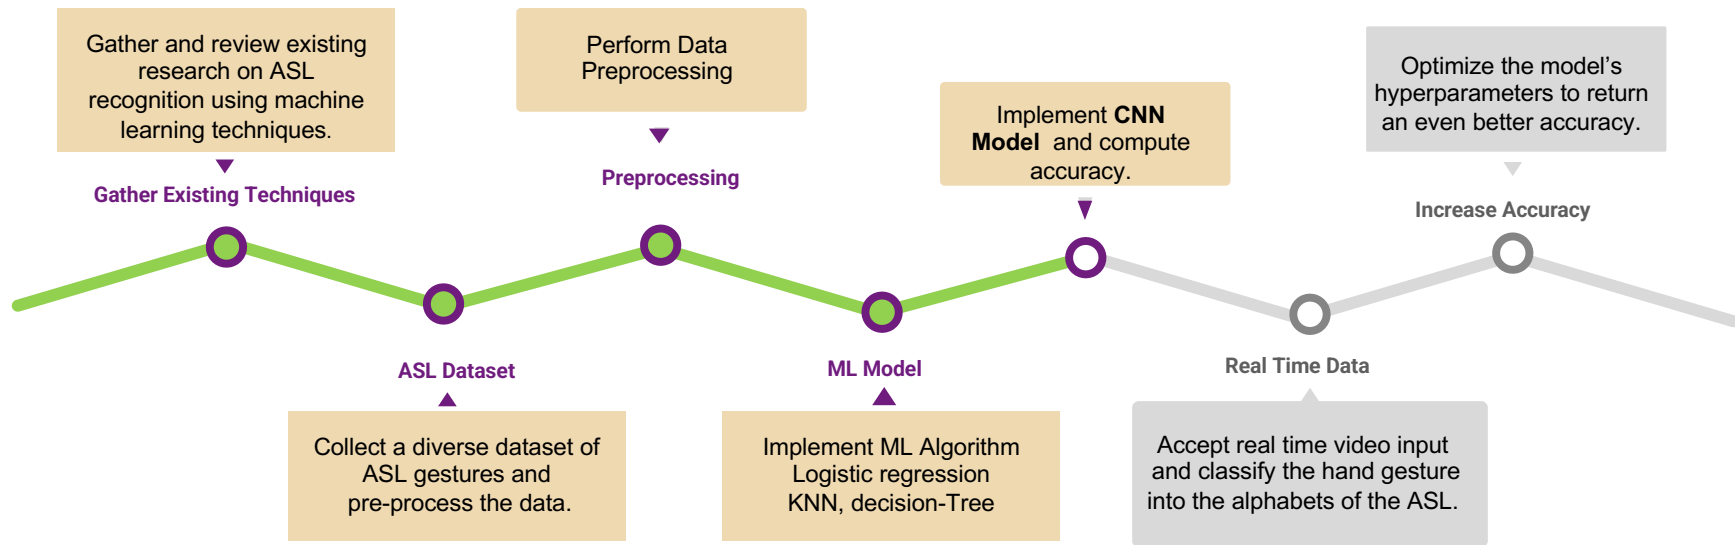 Gather and review existing
research on ASL
recognition using machine
learning techniques.
Gather Existing Techniques
ASL Dataset
Collect a diverse dataset of
ASL gestures and
pre-process the data.
Perform Data
Preprocessing
Preprocessing
ML Model
Implement ML Algorithm
Logistic regression
KNN, decision-Tree
Implement CNN
Model and compute
accuracy.
Real Time Data
Accept real time video input
and classify the hand gesture
into the alphabets of the ASL.
Optimize the model's
hyperparameters to return
an even better accuracy.
Increase Accuracy